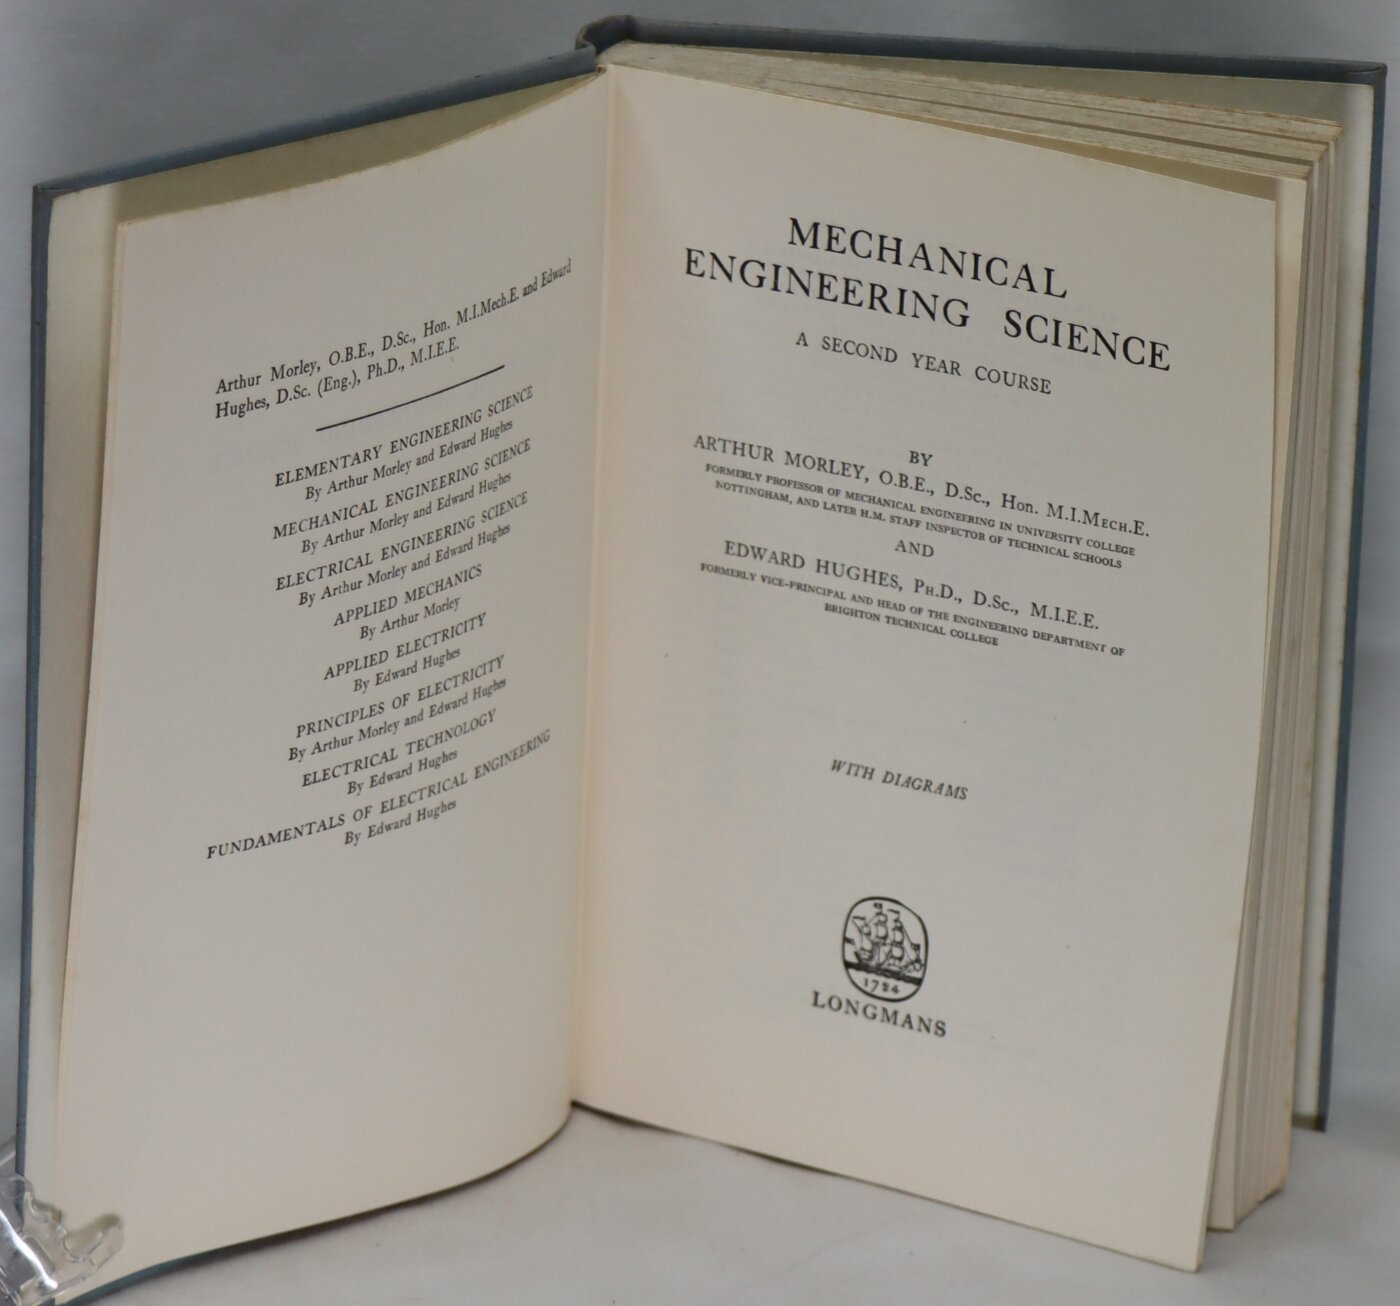 Arthur Morley, O.B.E., D.Sc., Hon. M.I.Mech.E. and Edward
Hughes, D.Sc. (Eng.), Ph.D., M.I.E.E.
ELEMENTARY ENGINEERING SCIENCE
By Arthur Morley and Edward Hughes
MECHANICAL ENGINEERING SCIENCE
By Arthur Morley and Edward Hughes
ELECTRICAL ENGINEERING SCIENCE
By Arthur Morley and Edward Hughes
APPLIED MECHANICS
By Arthur Morley
APPLIED ELECTRICITY
By Edward Hughes
PRINCIPLES OF ELECTRICITY
By Arthur Morley and Edward Hughes
ELECTRICAL TECHNOLOGY
By Edward Hughes
FUNDAMENTALS OF ELECTRICAL ENGINEERING
By Edward Hughes
MECHANICAL
ENGINEERING SCIENCE
A SECOND YEAR COURSE
BY
ARTHUR MORLEY, O.B.E., D.Sc., Hon. M.I.Mech.E.
FORMERLY PROFESSOR OF MECHANICAL ENGINEERING IN UNIVERSITY COLLEGE
NOTTINGHAM, AND LATER H.M. STAFF INSPECTOR OF TECHNICAL SCHOOLS
AND
EDWARD HUGHES, Ph.D., D.Sc., M.I.E.E.
FORMERLY VICE-PRINCIPAL AND HEAD OF THE ENGINEERING DEPARTMENT OF
BRIGHTON TECHNICAL COLLEGE
WITH DIAGRAMS
1724
LONGMANS